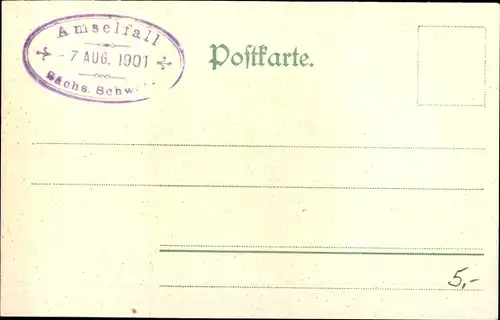 Amselfall
- 7 AUG. 1901
Sächs. Schw
Postkarte.
5,-